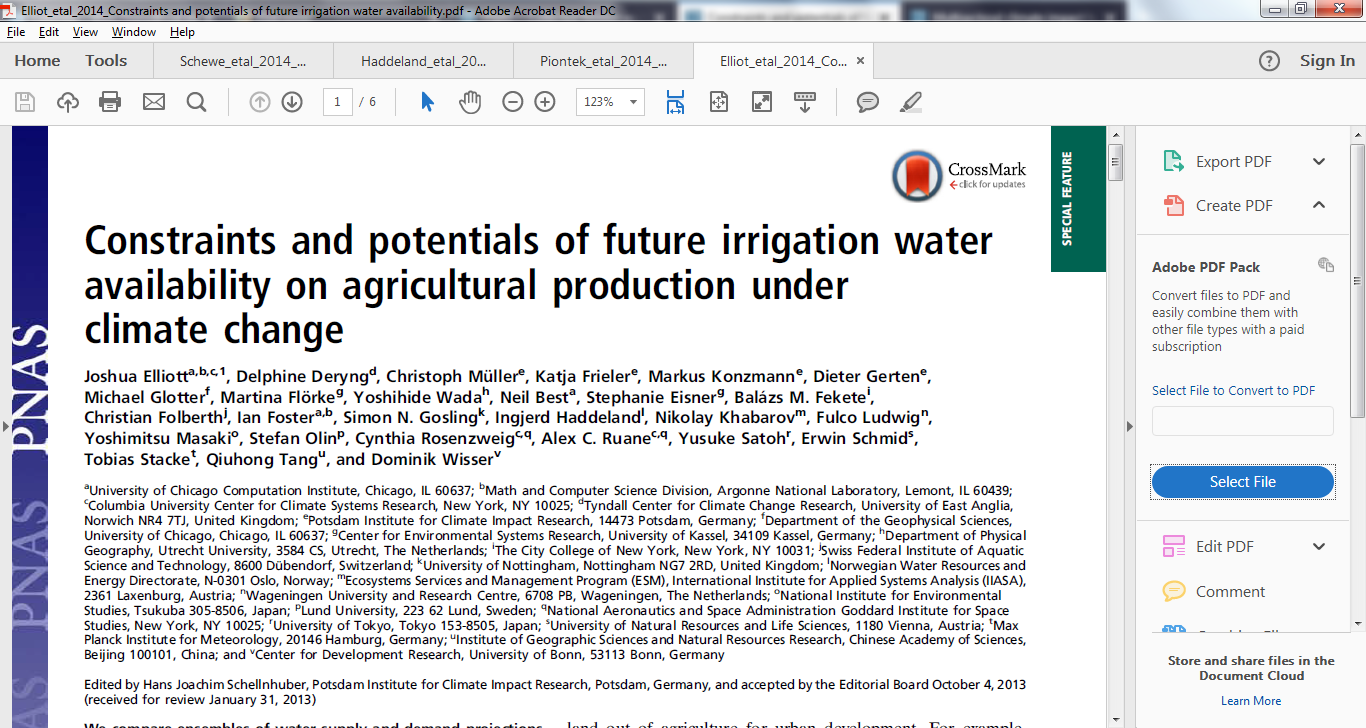 Elliot_etal_2014_Constraints and potentials of future irrigation water availability.pdf - Adobe Acrobat Reader DC
File Edit View Window Help
Home Tools Schewe_etal_2014_... Haddeland_etal_20... Piontek_etal_2014_... Elliot_etal_2014_Co... × Sign In
1 / 6 123%
CrossMark
click for updates
SPECIAL FEATURE
PNAS
PNAS
Constraints and potentials of future irrigation water
availability on agricultural production under
climate change
Joshua Elliott^a,b,c,1, Delphine Deryng^d, Christoph Müller^e, Katja Frieler^e, Markus Konzmann^e, Dieter Gerten^e,
Michael Glotter^f, Martina Flörke^g, Yoshihide Wada^h, Neil Best^a, Stephanie Eisner^g, Balázs M. Fekete^i,
Christian Folberth^j, Ian Foster^a,b, Simon N. Gosling^k, Ingjerd Haddeland^l, Nikolay Khabarov^m, Fulco Ludwig^n,
Yoshimitsu Masaki^o, Stefan Olin^p, Cynthia Rosenzweig^c,q, Alex C. Ruane^c,q, Yusuke Satoh^r, Erwin Schmid^s,
Tobias Stacke^t, Qiuhong Tang^u, and Dominik Wisser^v
^aUniversity of Chicago Computation Institute, Chicago, IL 60637; ^bMath and Computer Science Division, Argonne National Laboratory, Lemont, IL 60439;
^cColumbia University Center for Climate Systems Research, New York, NY 10025; ^dTyndall Center for Climate Change Research, University of East Anglia,
Norwich NR4 7TJ, United Kingdom; ^ePotsdam Institute for Climate Impact Research, 14473 Potsdam, Germany; ^fDepartment of the Geophysical Sciences,
University of Chicago, Chicago, IL 60637; ^gCenter for Environmental Systems Research, University of Kassel, 34109 Kassel, Germany; ^hDepartment of Physical
Geography, Utrecht University, 3584 CS, Utrecht, The Netherlands; ^iThe City College of New York, New York, NY 10031; ^jSwiss Federal Institute of Aquatic
Science and Technology, 8600 Dübendorf, Switzerland; ^kUniversity of Nottingham, Nottingham NG7 2RD, United Kingdom; ^lNorwegian Water Resources and
Energy Directorate, N-0301 Oslo, Norway; ^mEcosystems Services and Management Program (ESM), International Institute for Applied Systems Analysis (IIASA),
2361 Laxenburg, Austria; ^nWageningen University and Research Centre, 6708 PB, Wageningen, The Netherlands; ^oNational Institute for Environmental
Studies, Tsukuba 305-8506, Japan; ^pLund University, 223 62 Lund, Sweden; ^qNational Aeronautics and Space Administration Goddard Institute for Space
Studies, New York, NY 10025; ^rUniversity of Tokyo, Tokyo 153-8505, Japan; ^sUniversity of Natural Resources and Life Sciences, 1180 Vienna, Austria; ^tMax
Planck Institute for Meteorology, 20146 Hamburg, Germany; ^uInstitute of Geographic Sciences and Natural Resources Research, Chinese Academy of Sciences,
Beijing 100101, China; and ^vCenter for Development Research, University of Bonn, 53113 Bonn, Germany
Edited by Hans Joachim Schellnhuber, Potsdam Institute for Climate Impact Research, Potsdam, Germany, and accepted by the Editorial Board October 4, 2013
(received for review January 31, 2013)
We compare ensembles of water supply and demand projections land out of agriculture for urban development. For example,
Export PDF
Create PDF
Adobe PDF Pack
Convert files to PDF and
easily combine them with
other file types with a paid
subscription
Select File to Convert to PDF
Select File
Edit PDF
Comment
Store and share files in the
Document Cloud
Learn More